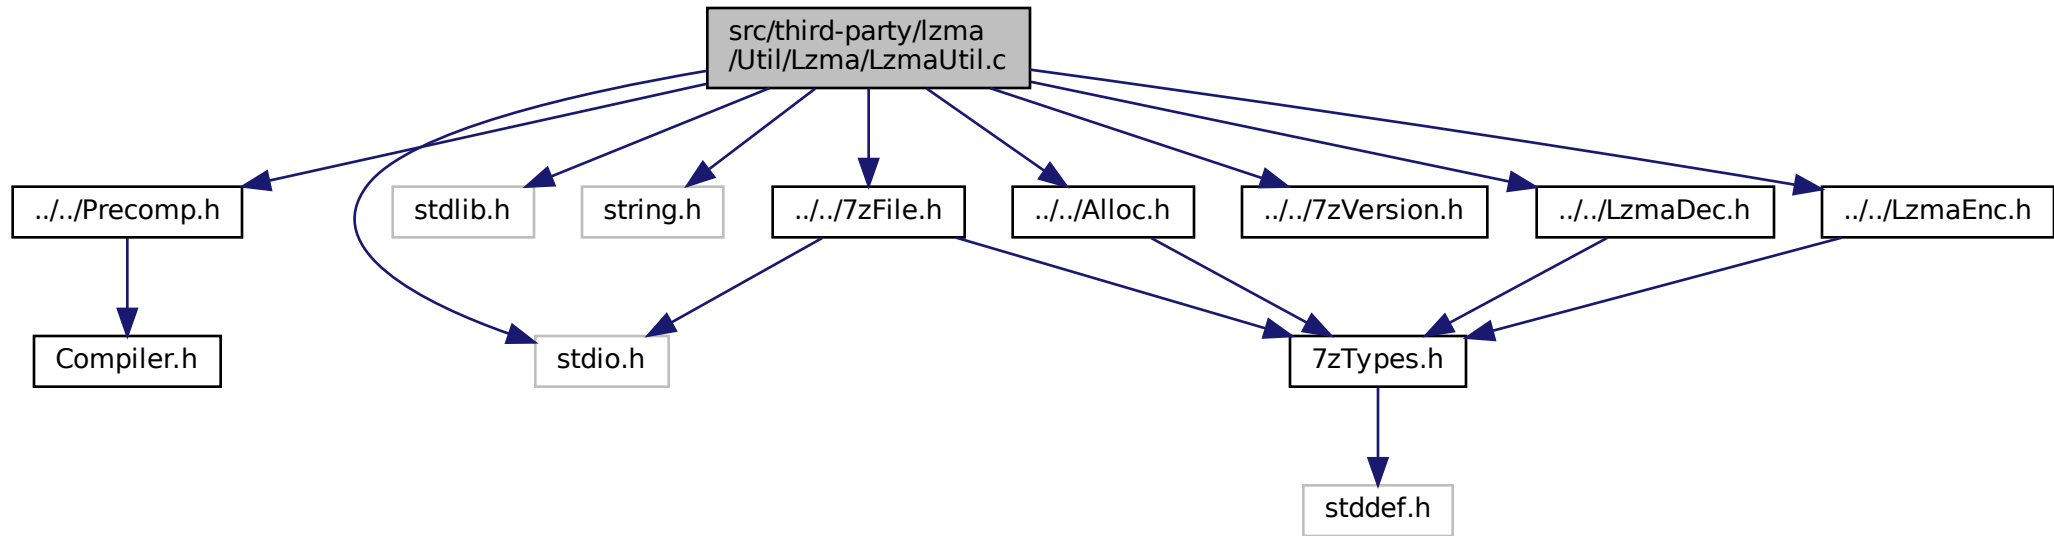 src/third-party/lzma
/Util/Lzma/LzmaUtil.c
../../Precomp.h
stdlib.h
string.h
../../7zFile.h
../../Alloc.h
../../7zVersion.h
../../LzmaDec.h
../../LzmaEnc.h
Compiler.h
stdio.h
7zTypes.h
stddef.h